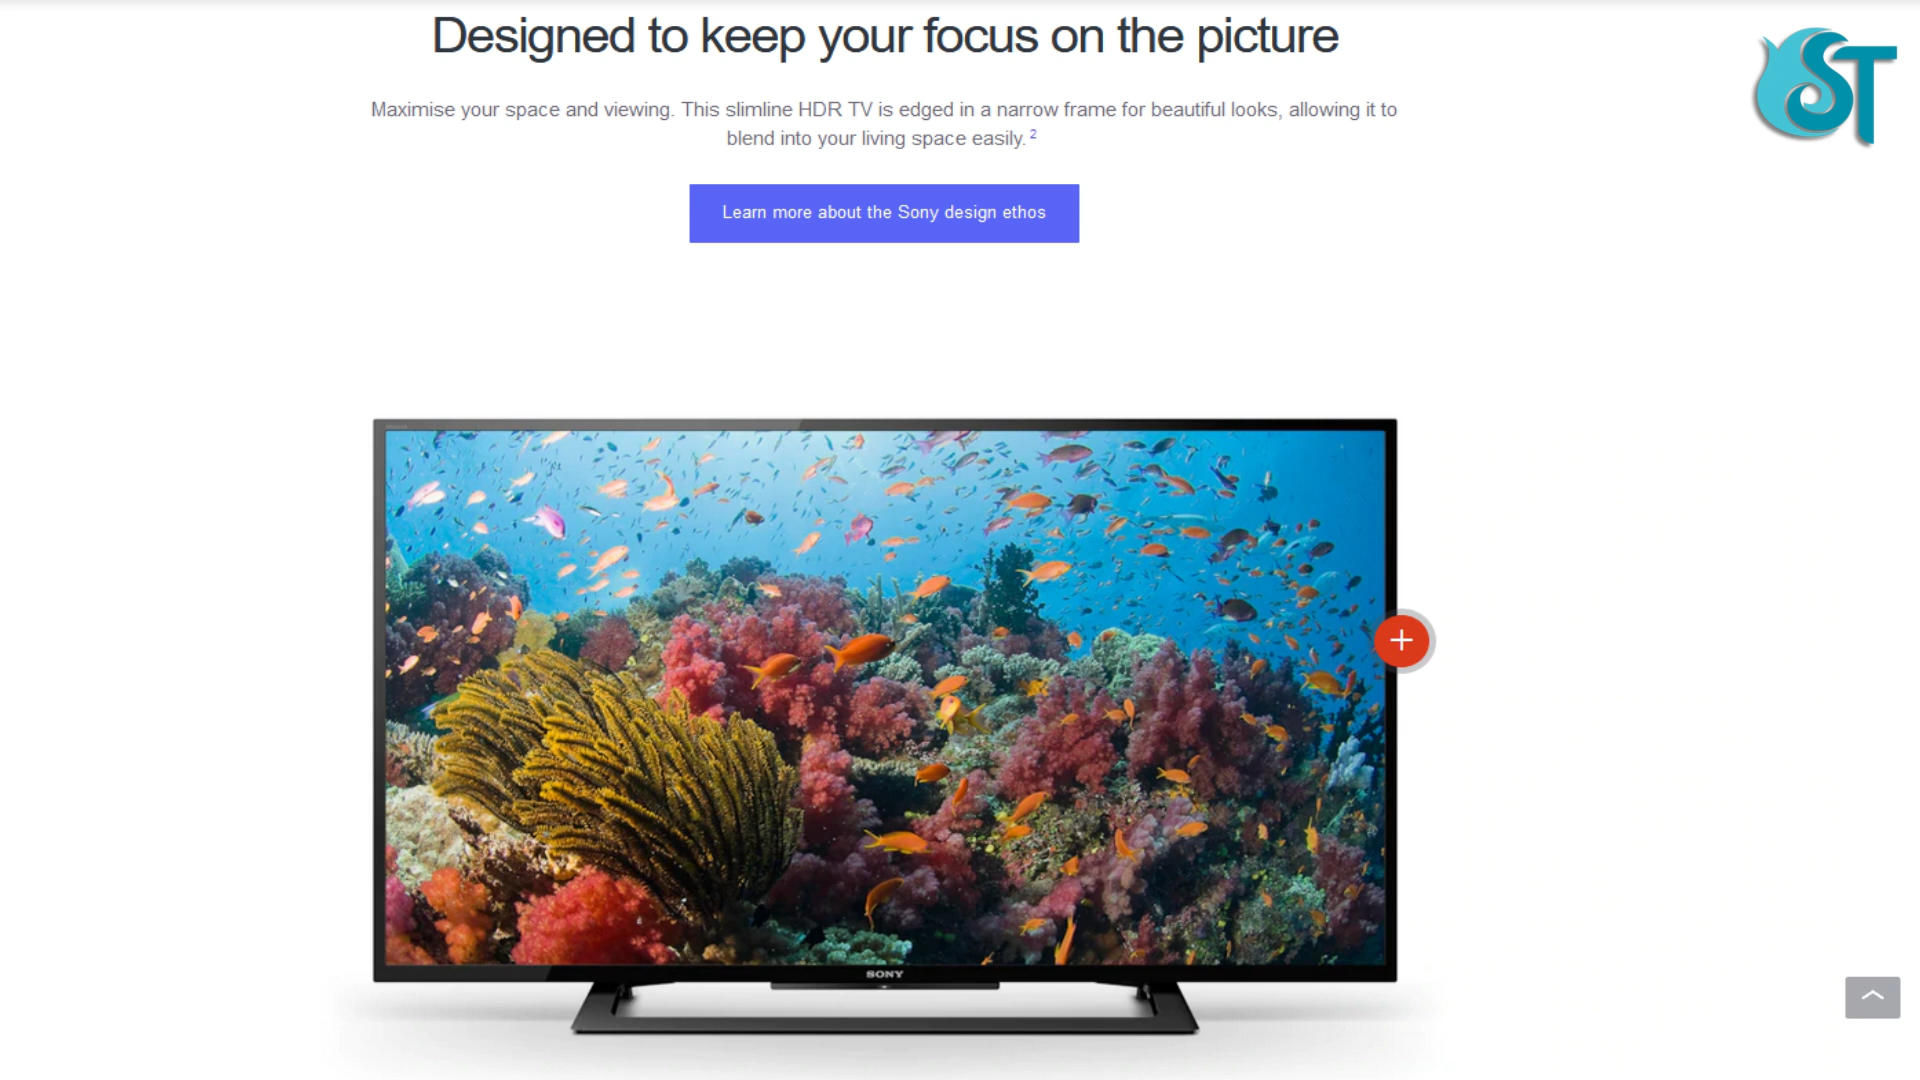 Designed to keep your focus on the picture
ST
Maximise your space and viewing. This slimline HDR TV is edged in a narrow frame for beautiful looks, allowing it to
blend into your living space easily. 2
Learn more about the Sony design ethos
SONY